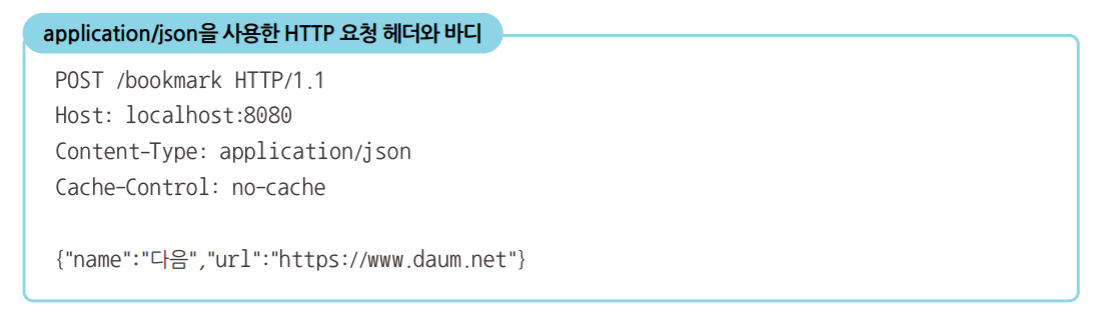 application/json을 사용한 HTTP 요청 헤더와 바디
POST /bookmark HTTP/1.1
Host: localhost:8080
Content-Type: application/json
Cache-Control: no-cache
{"name":"다음","url":"https://www.daum.net"}